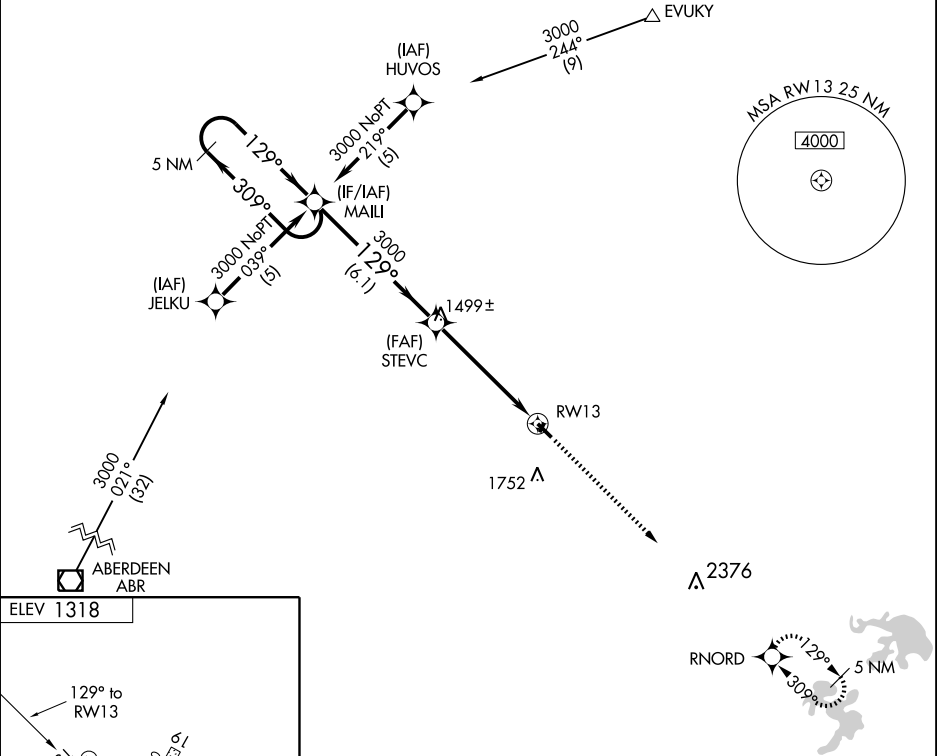 EVUKY
3000
244°
(9)
(IAF)
HUVOS
3000 NoPT
219°
(5)
MSA RW13 25 NM
4000
5 NM
129°
309°
(IF/IAF)
MAILI
3000 NoPT
039°
(5)
(IAF)
JELKU
3000
129°
(6.1)
1499±
(FAF)
STEVC
RW13
1752
3000
021°
(32)
ABERDEEN
ABR
2376
RNORD
129°
309°
5 NM
ELEV 1318
129° to
RW13
19